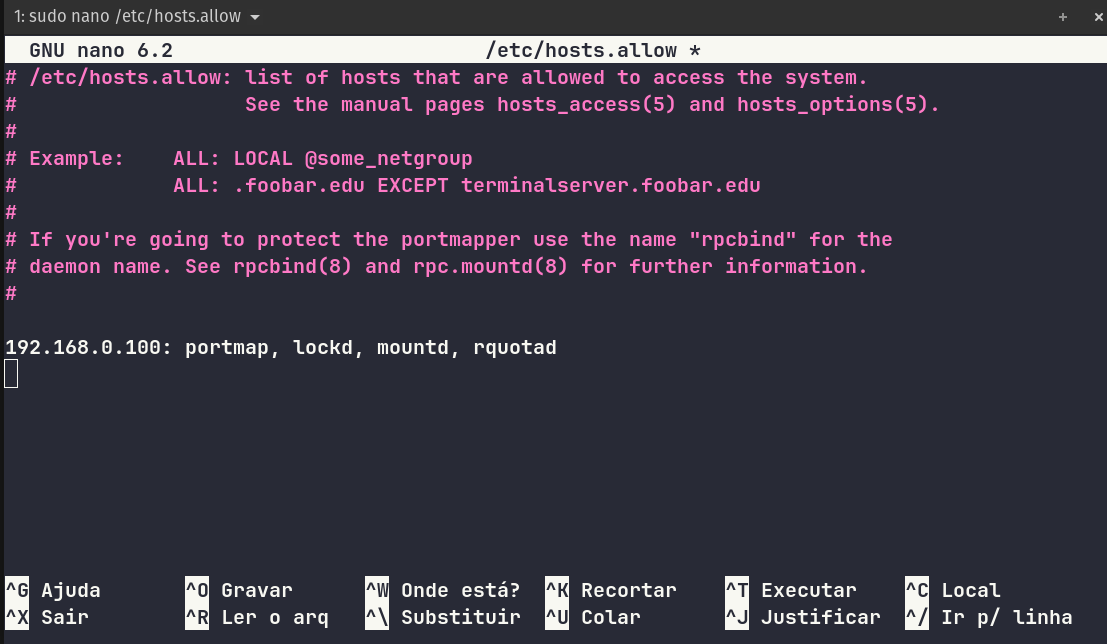 1: sudo nano /etc/hosts.allow
GNU nano 6.2 /etc/hosts.allow *
# /etc/hosts.allow: list of hosts that are allowed to access the system.
# See the manual pages hosts_access(5) and hosts_options(5).
#
# Example: ALL: LOCAL @some_netgroup
# ALL: .foobar.edu EXCEPT terminalserver.foobar.edu
#
# If you're going to protect the portmapper use the name "rpcbind" for the
# daemon name. See rpcbind(8) and rpc.mountd(8) for further information.
#
192.168.0.100: portmap, lockd, mountd, rquotad
^G Ajuda ^O Gravar ^W Onde está? ^K Recortar ^T Executar ^C Local
^X Sair ^R Ler o arq ^\ Substituir ^U Colar ^J Justificar ^/ Ir p/ linha